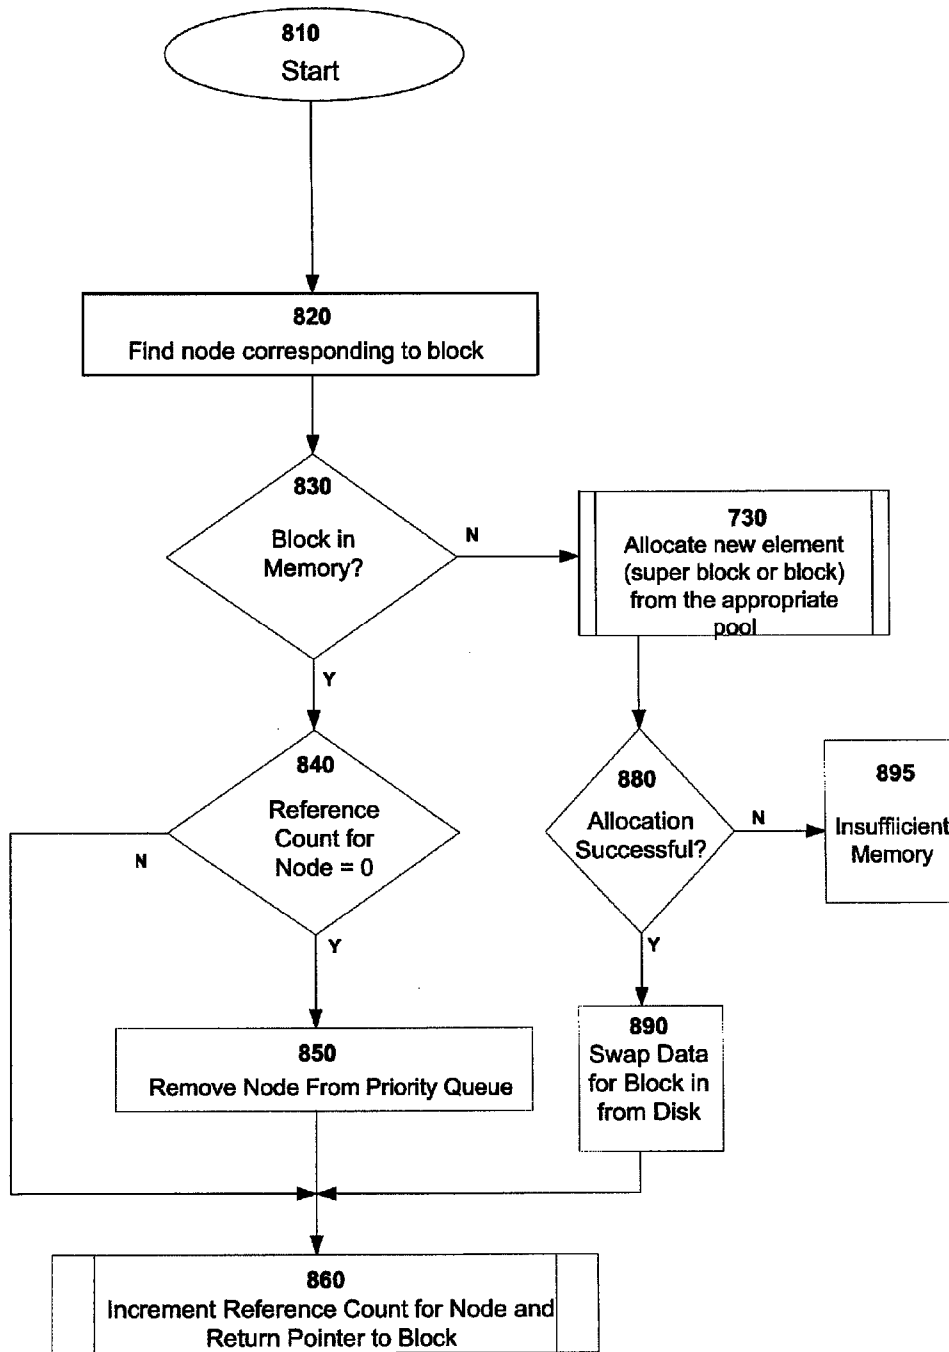 810
Start
820
Find node corresponding to block
830
Block in
Memory?
N
Y
730
Allocate new element
(super block or block)
from the appropriate
pool
840
Reference
Count for
Node = 0
N
Y
880
Allocation
Successful?
N
Y
895
Insufficient
Memory
850
Remove Node From Priority Queue
890
Swap Data
for Block in
from Disk
860
Increment Reference Count for Node and
Return Pointer to Block